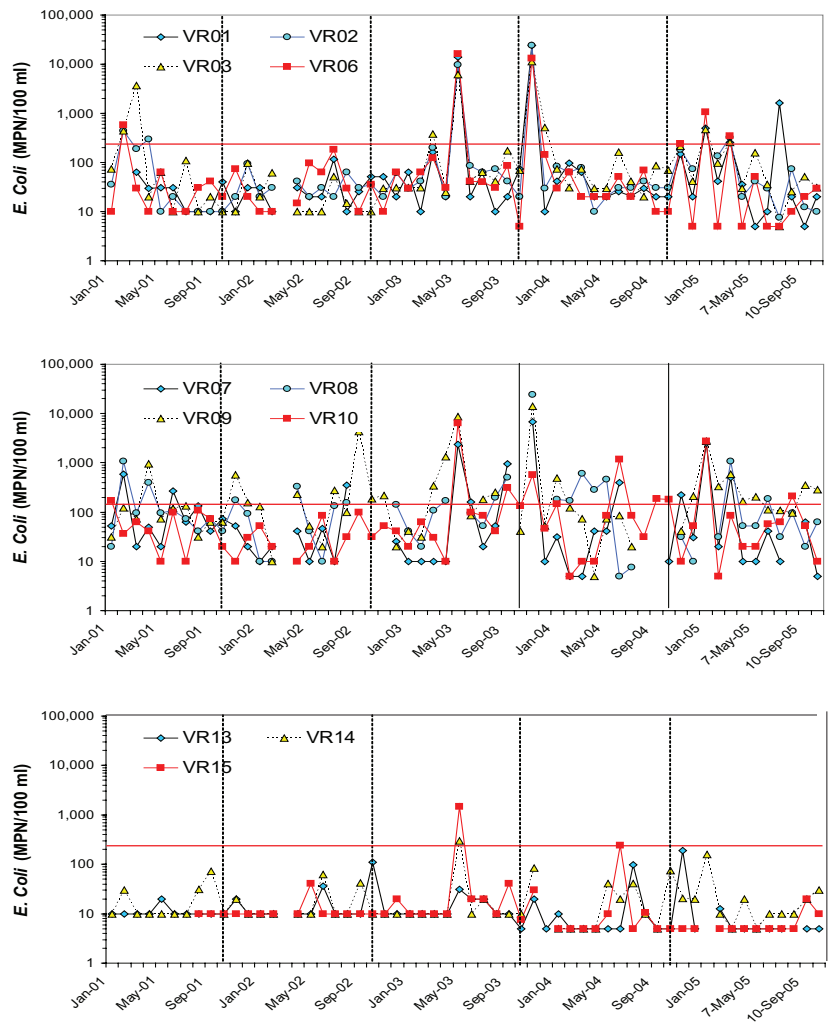 100,000
10,000
1,000
100
10
1
E. Coli (MPN/100 ml)
VR01 VR02
VR03 VR06
Jan-01 May-01 Sep-01 Jan-02 May-02 Sep-02 Jan-03 May-03 Sep-03 Jan-04 May-04 Sep-04 Jan-05 7-May-05 10-Sep-05
100,000
10,000
1,000
100
10
1
E. Coli (MPN/100 ml)
VR07 VR08
VR09 VR10
Jan-01 May-01 Sep-01 Jan-02 May-02 Sep-02 Jan-03 May-03 Sep-03 Jan-04 May-04 Sep-04 Jan-05 7-May-05 10-Sep-05
100,000
10,000
1,000
100
10
1
E. Coli (MPN/100 ml)
VR13 VR14
VR15
Jan-01 May-01 Sep-01 Jan-02 May-02 Sep-02 Jan-03 May-03 Sep-03 Jan-04 May-04 Sep-04 Jan-05 7-May-05 10-Sep-05